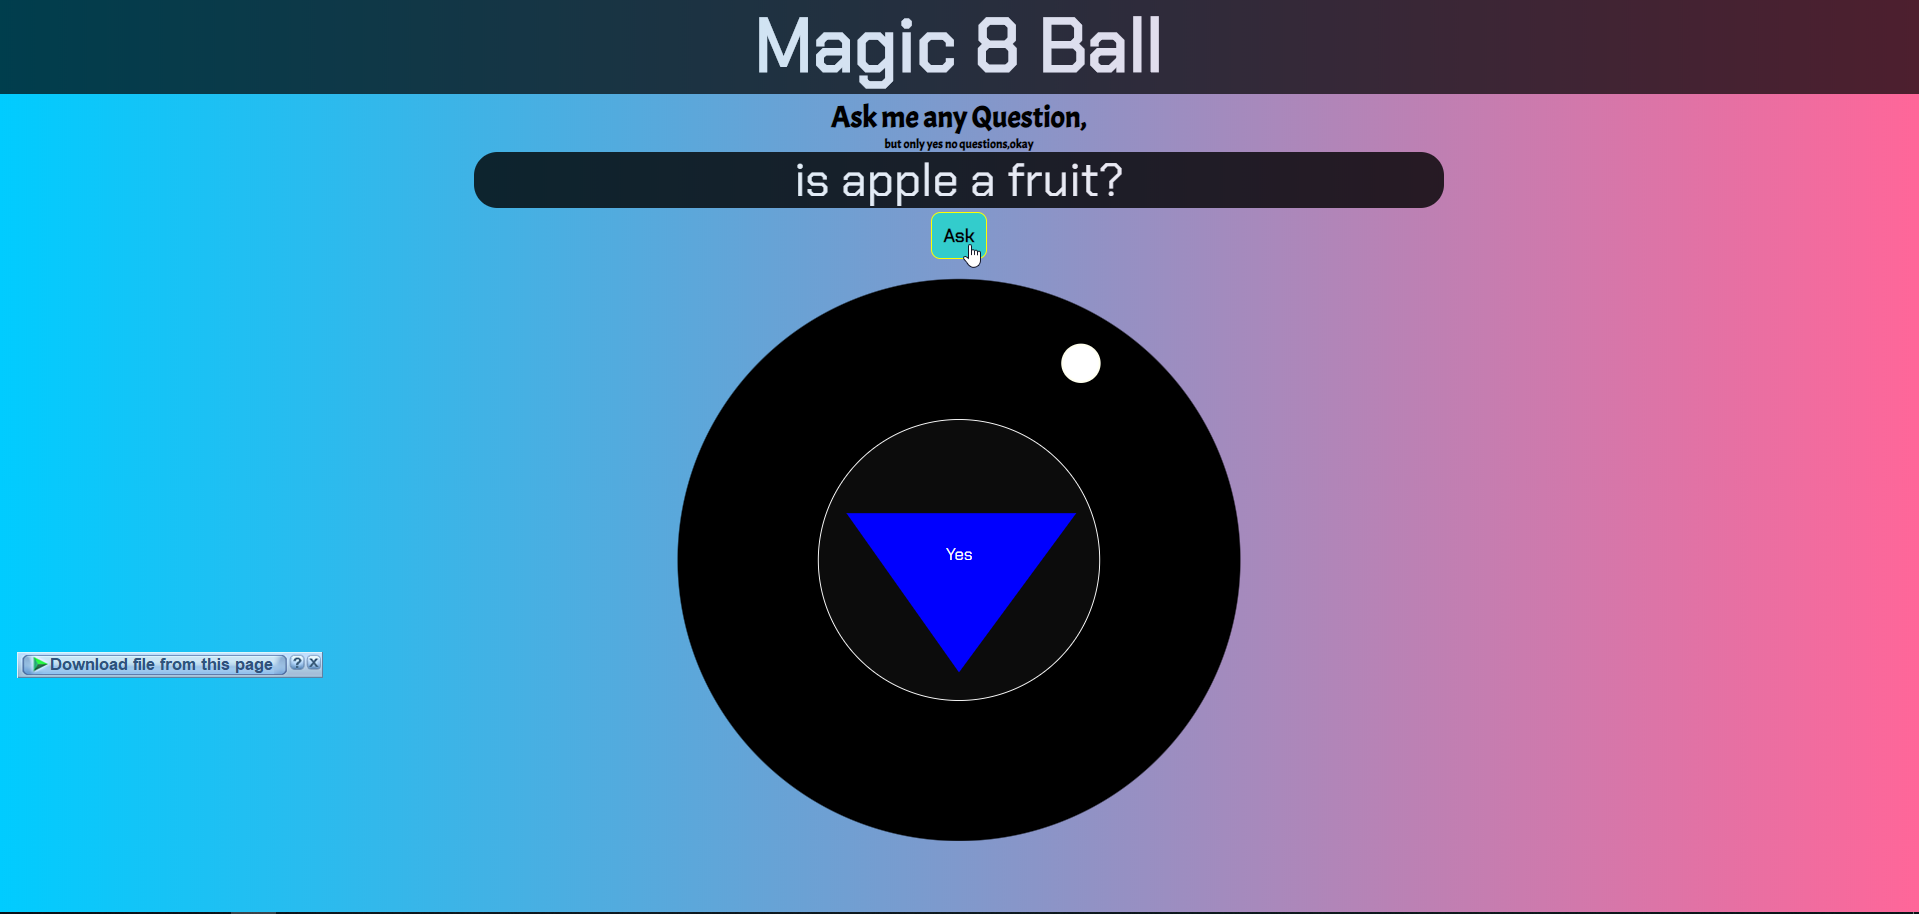 Magic 8 Ball
Ask me any Question,
but only yes no questions,okay
is apple a fruit?
Ask
Yes
Download file from this page ? X